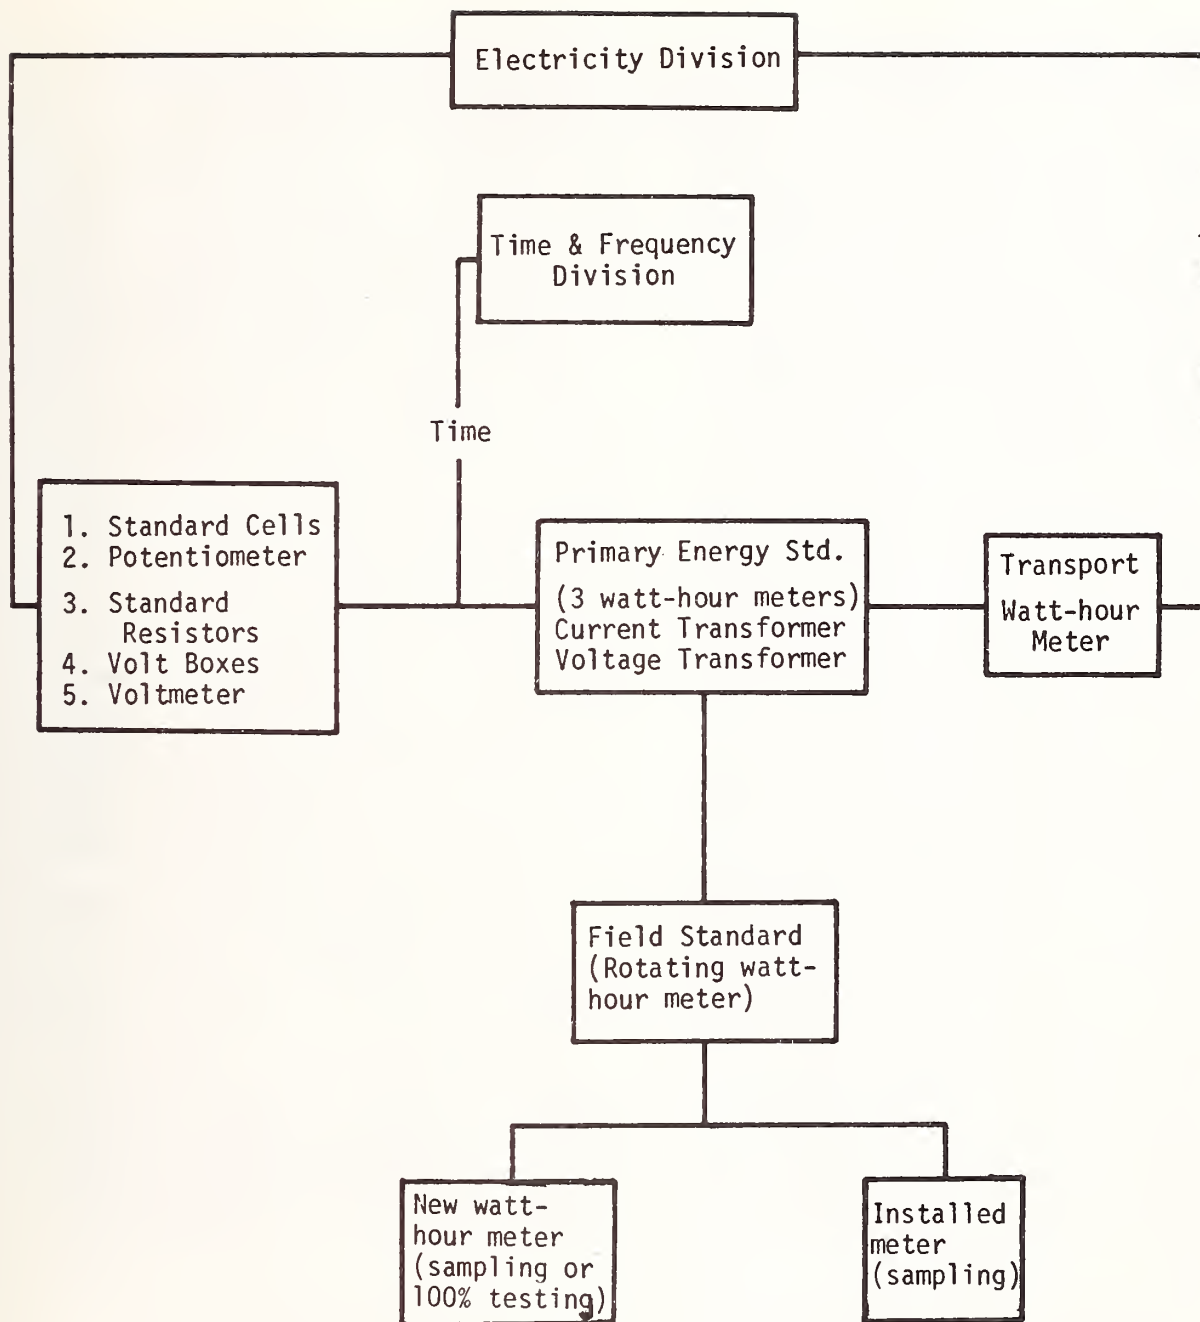 Electricity Division
Time & Frequency
Division
Time
1. Standard Cells
2. Potentiometer
3. Standard
Resistors
4. Volt Boxes
5. Voltmeter
Primary Energy Std.
(3 watt-hour meters)
Current Transformer
Voltage Transformer
Transport
Watt-hour
Meter
Field Standard
(Rotating watt-
hour meter)
New watt-
hour meter
(sampling or
100% testing)
Installed
meter
(sampling)